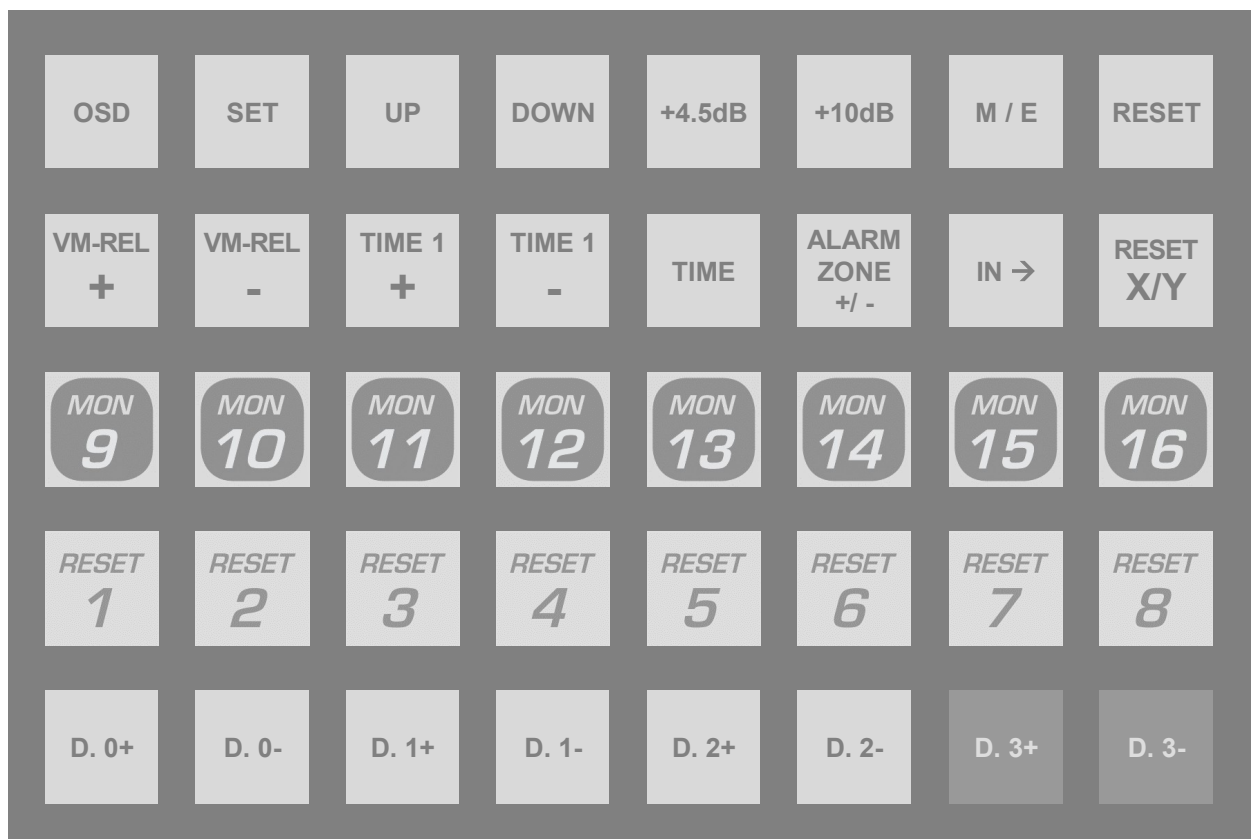 OSD SET UP DOWN +4.5dB +10dB M / E RESET
VM-REL
+
VM-REL
-
TIME 1
+
TIME 1
-
TIME
ALARM
ZONE
+/ -
IN →
RESET
X/Y
MON
9
MON
10
MON
11
MON
12
MON
13
MON
14
MON
15
MON
16
RESET
1
RESET
2
RESET
3
RESET
4
RESET
5
RESET
6
RESET
7
RESET
8
D. 0+ D. 0- D. 1+ D. 1- D. 2+ D. 2- D. 3+ D. 3-